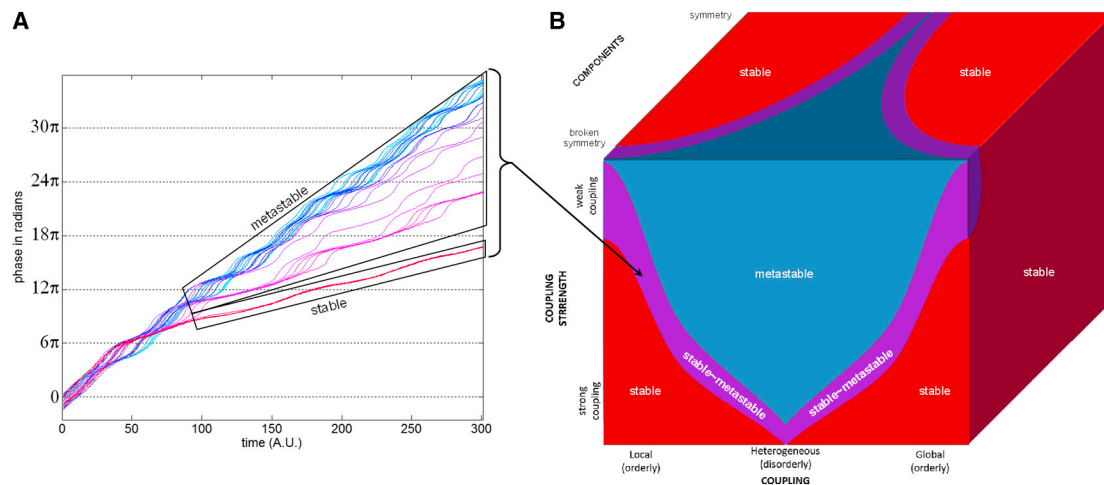 A
B
phase in radians
30π
24π
18π
12π
6π
0
metastable
stable
0
50
100
150
200
250
300
time (A.U.)
symmetry
COMPONENTS
broken
symmetry
stable
stable
weak
coupling
COUPLING
STRRENGTH
strong
coupling
metastable
stable
stable~metastable
stable~metastable
stable
stable
Local
(orderly)
Heterogeneous
(disorderly)
Global
(orderly)
COUPLING